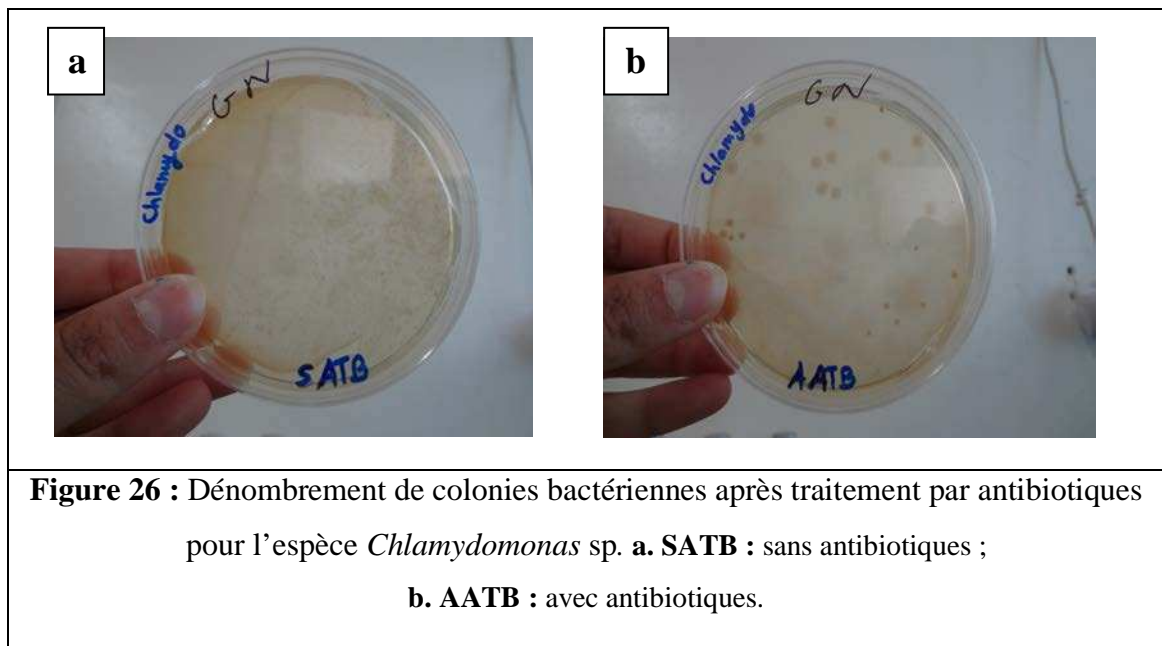 a
GN
Chlamydo
SATB
b
GN
Chlamydo
AATB
Figure 26 : Dénombrement de colonies bactériennes après traitement par antibiotiques
pour l’espèce Chlamydomonas sp. a. SATB : sans antibiotiques ;
b. AATB : avec antibiotiques.